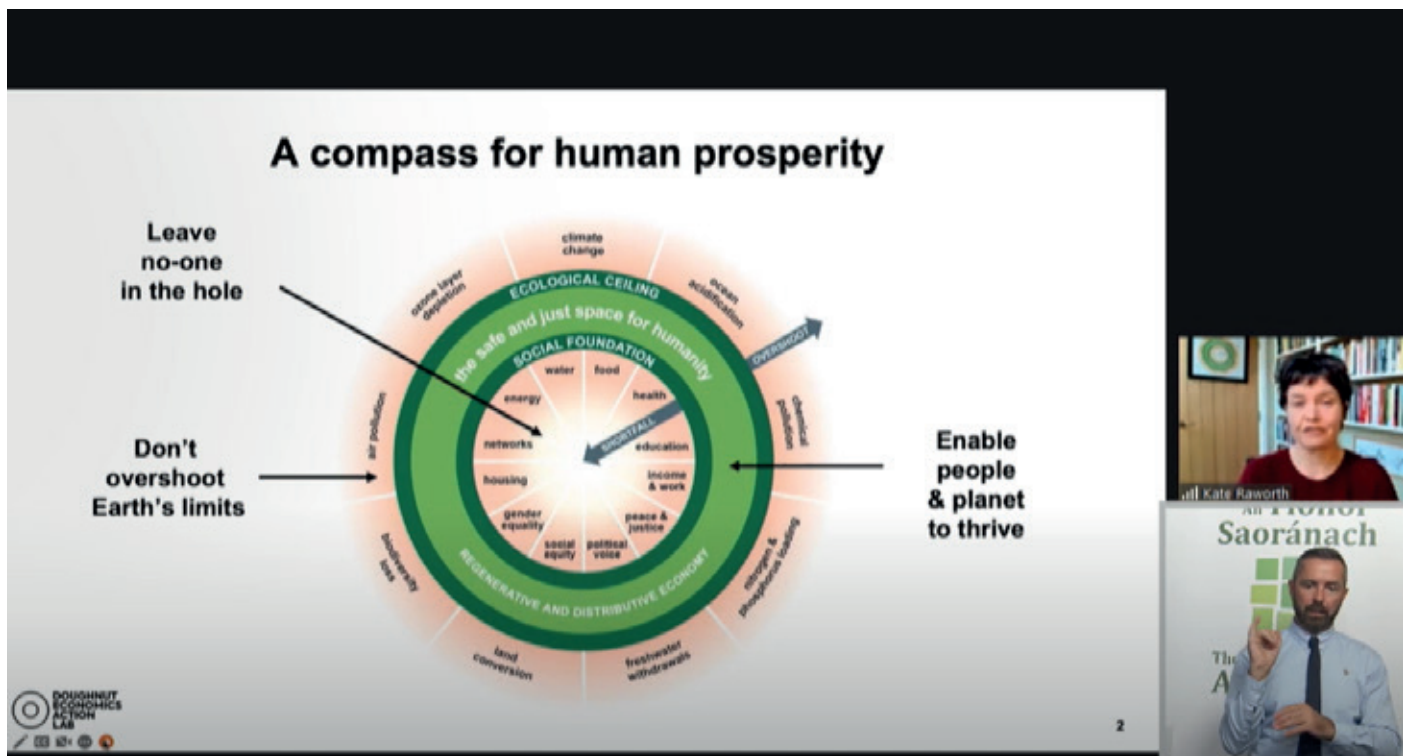 A compass for human prosperity
Leave
no-one
in the hole
Don't
overshoot
Earth's limits
Enable
people
& planet
to thrive
climate
change
ocean
acidification
chemical
pollution
nitrogen &
phosphorus loading
freshwater
withdrawals
land
conversion
biodiversity
loss
air pollution
ozone layer
depletion
ECOLOGICAL CEILING
the safe and just space for humanity
SOCIAL FOUNDATION
OVERSHOOT
SHORTFALL
water
food
health
education
income
& work
peace &
justice
political
voice
social
equity
gender
equality
housing
networks
energy
REGENERATIVE AND DISTRIBUTIVE ECONOMY
DOUGHNUT
ECONOMICS
ACTION
LAB
2
Kate Raworth
Saoránach